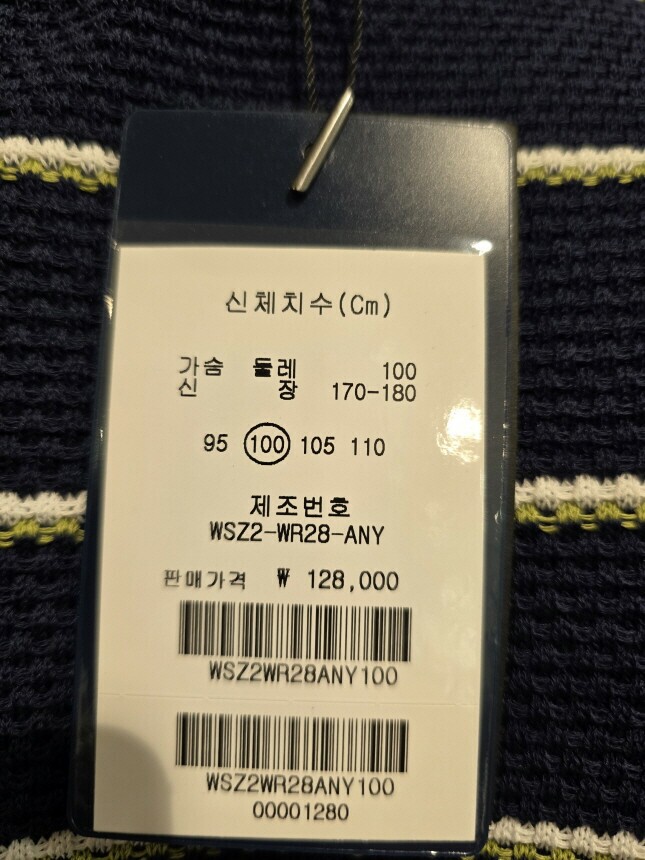 신체치수(Cm)
가슴 둘레 100
신 장 170-180
95 100 105 110
제조번호
WSZ2-WR28-ANY
판매가격 ₩ 128,000
WSZ2WR28ANY100
WSZ2WR28ANY100
00001280